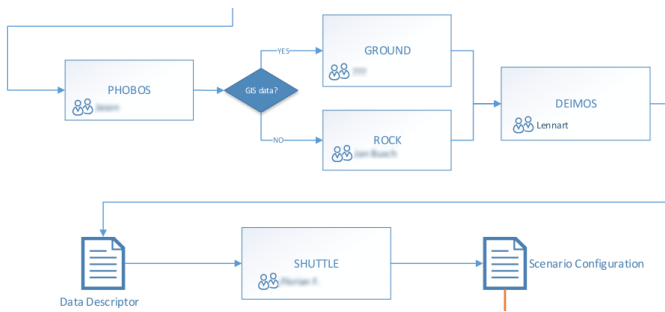 PHOBOS
GIS data?
YES
GROUND
???
NO
ROCK
DEIMOS
Lennart
Data Descriptor
SHUTTLE
Scenario Configuration